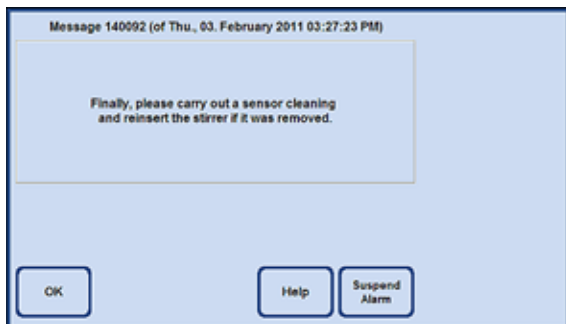 Message 140092 (of Thu., 03. February 2011 03:27:23 PM)
Finally, please carry out a sensor cleaning
and reinsert the stirrer if it was removed.
OK
Help
Suspend
Alarm